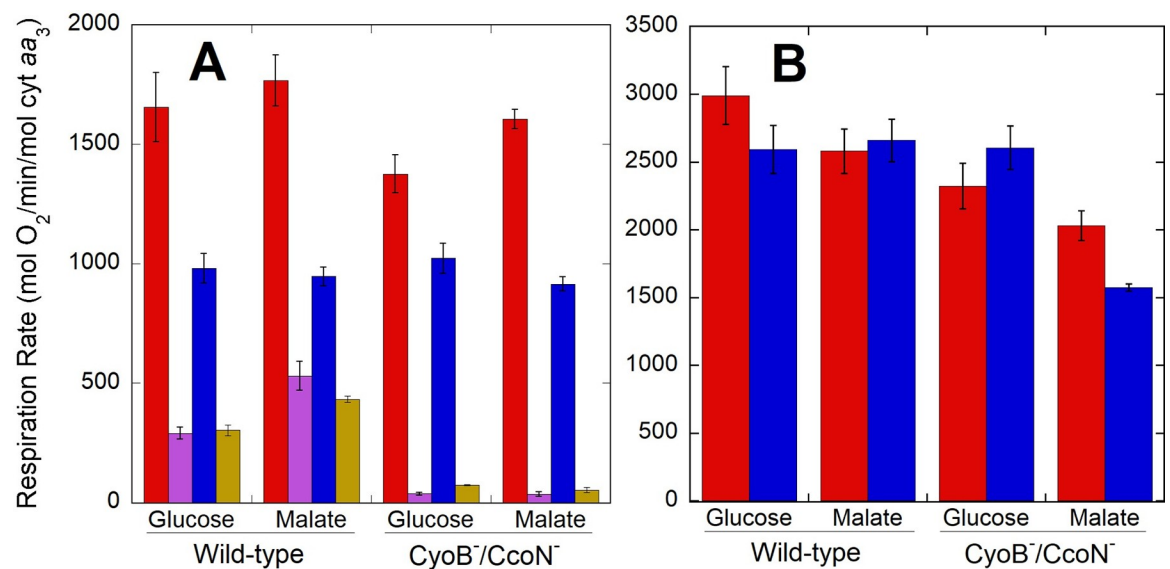 Respiration Rate (mol O₂/min/mol cyt aa₃)
A
2000
1500
1000
500
0
Glucose Malate Glucose Malate
Wild-type CyoB⁻/CcoN⁻
B
3500
3000
2500
2000
1500
1000
500
0
Glucose Malate Glucose Malate
Wild-type CyoB⁻/CcoN⁻